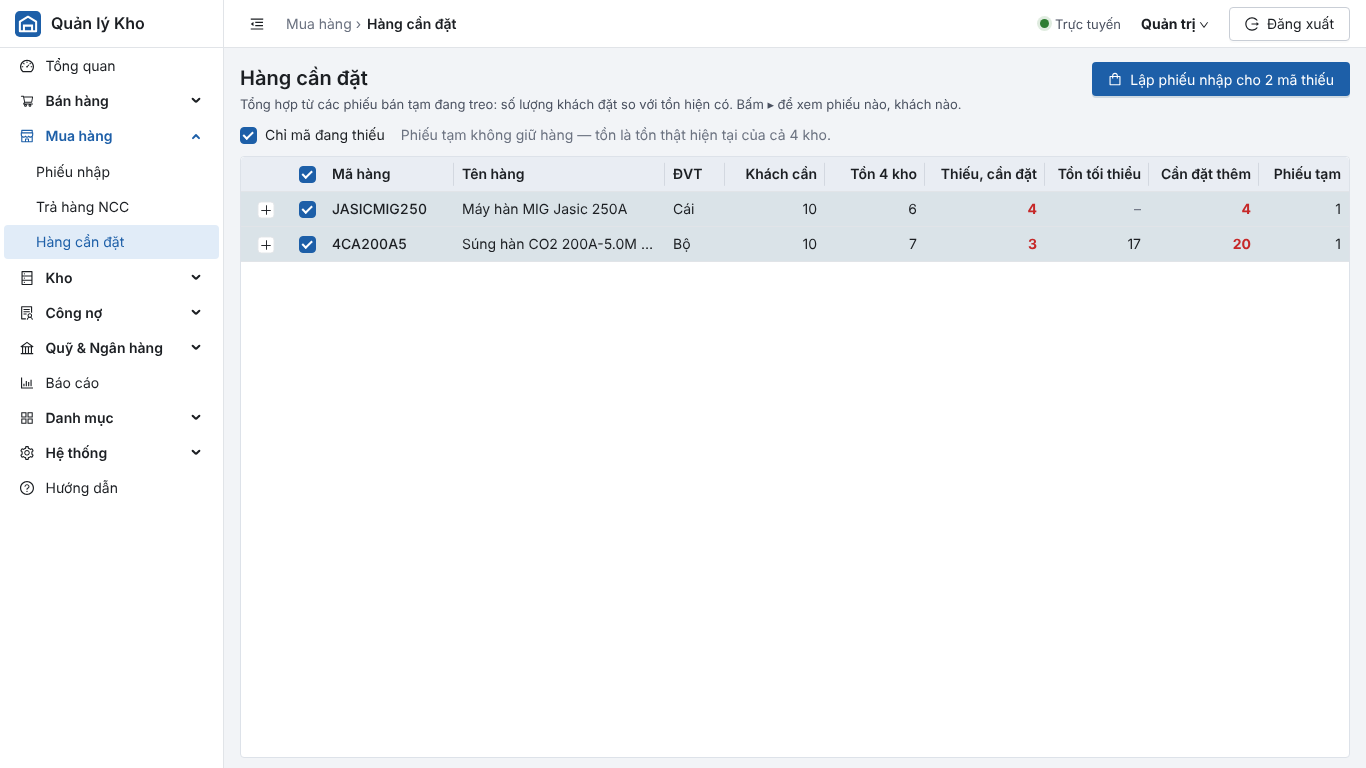 Quản lý Kho
Mua hàng › Hàng cần đặt
Trực tuyến
Quản trị
Đăng xuất
Tổng quan
Bán hàng
Mua hàng
Phiếu nhập
Trả hàng NCC
Hàng cần đặt
Kho
Công nợ
Quỹ & Ngân hàng
Báo cáo
Danh mục
Hệ thống
Hướng dẫn
Hàng cần đặt
Lập phiếu nhập cho 2 mã thiếu
Tổng hợp từ các phiếu bán tạm đang treo: số lượng khách đặt so với tồn hiện có. Bấm ▸ để xem phiếu nào, khách nào.
Chỉ mã đang thiếu Phiếu tạm không giữ hàng — tồn là tồn thật hiện tại của cả 4 kho.
Mã hàng Tên hàng ĐVT Khách cần Tồn 4 kho Thiếu, cần đặt Tồn tối thiểu Cần đặt thêm Phiếu tạm
JASICMIG250 Máy hàn MIG Jasic 250A Cái 10 6 4 – 4 1
4CA200A5 Súng hàn CO2 200A-5.0M ... Bộ 10 7 3 17 20 1